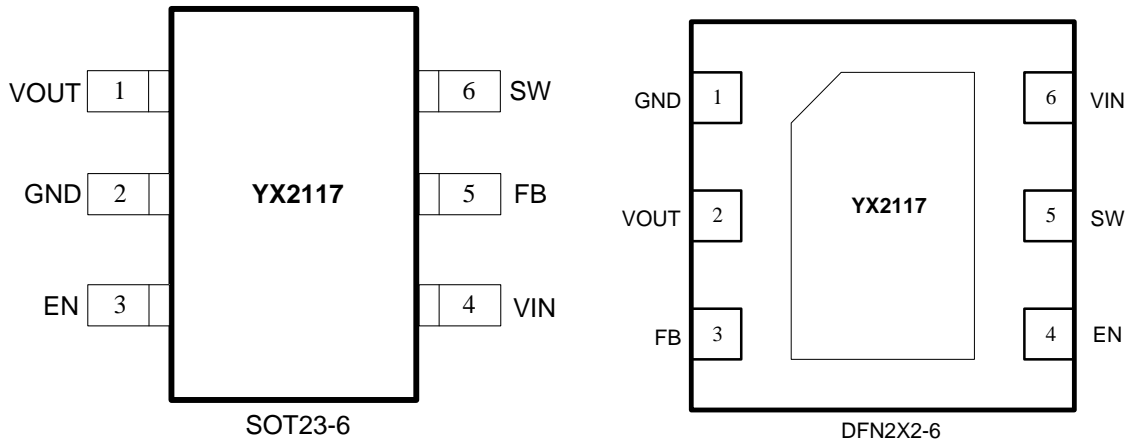 VOUT 1 6 SW
GND 2 YX2117 5 FB
EN 3 4 VIN
SOT23-6
GND 1 6 VIN
VOUT 2 YX2117 5 SW
FB 3 4 EN
DFN2X2-6